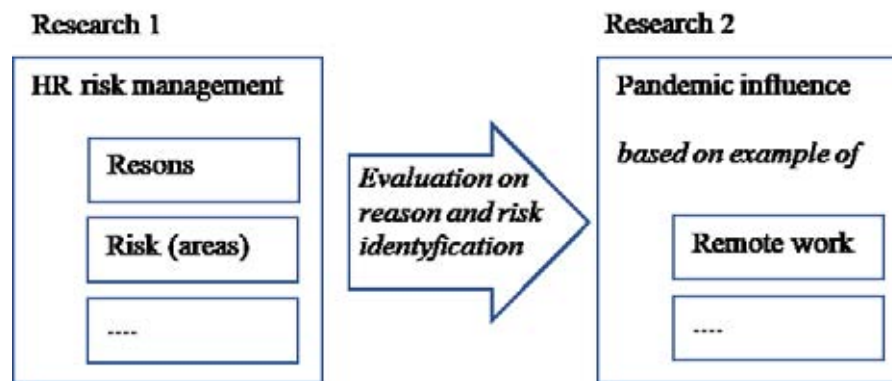 Research 1
HR risk management
Resons
Risk (areas)
----
Evaluation on
reason and risk
identyfication
Research 2
Pandemic influence
based on example of
Remote work
----